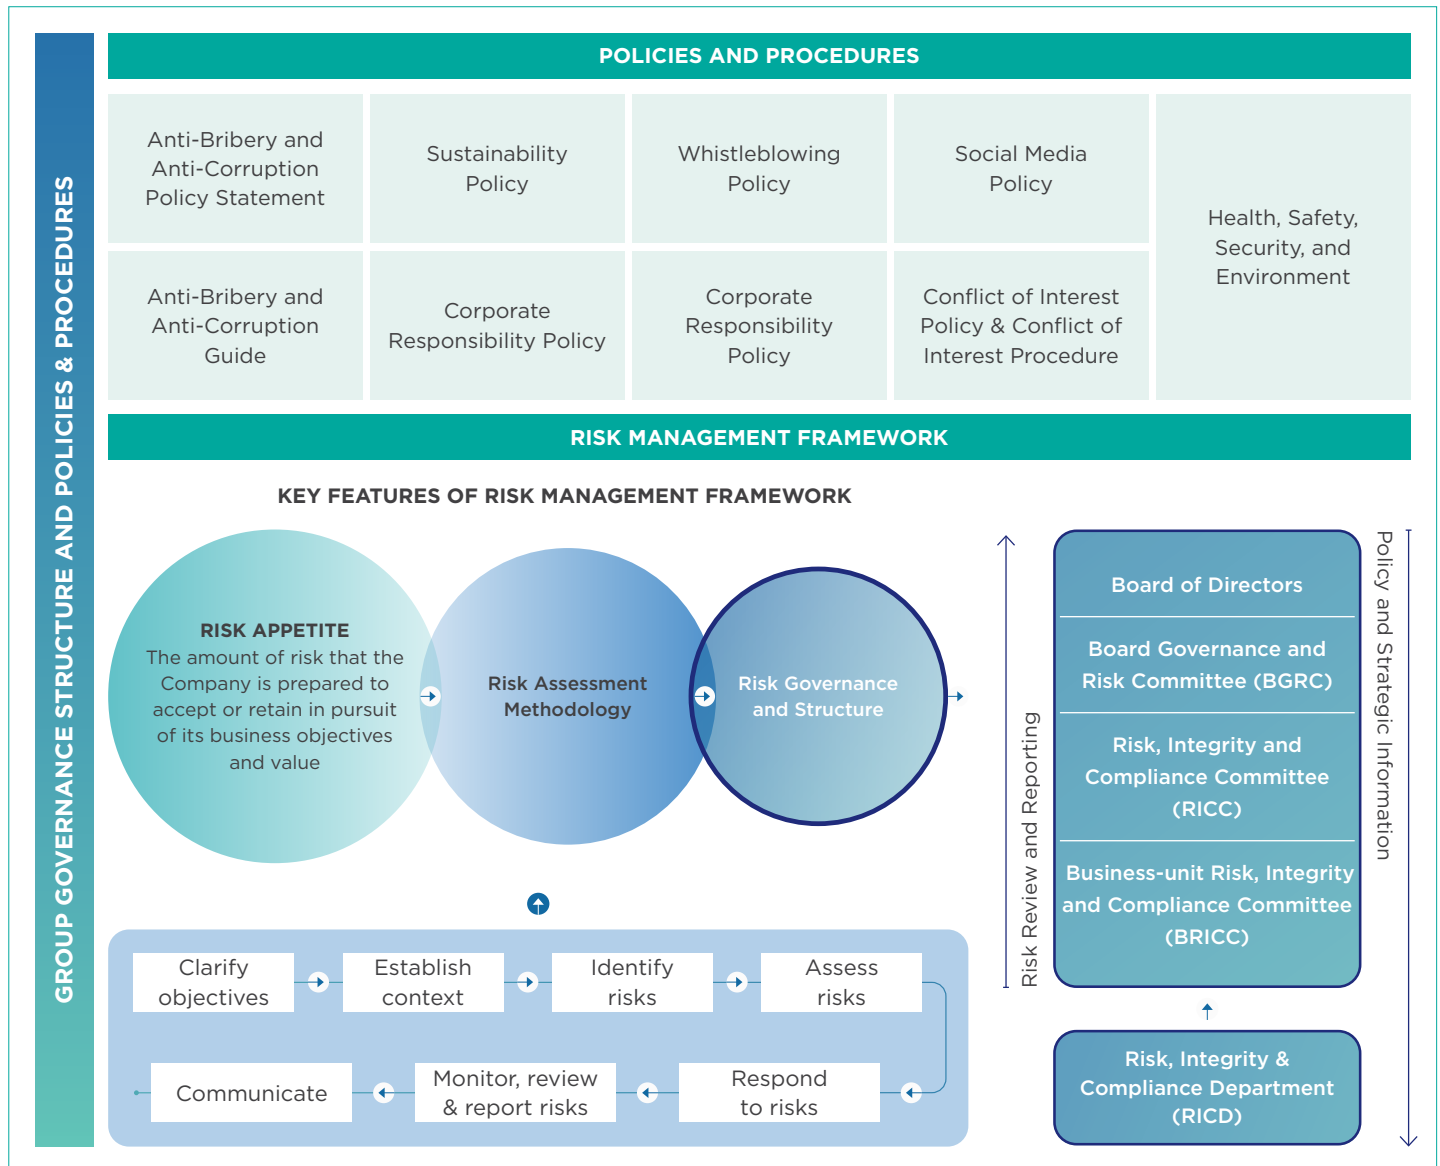 GROUP GOVERNANCE STRUCTURE AND POLICIES & PROCEDURES
POLICIES AND PROCEDURES
Anti-Bribery and
Anti-Corruption
Policy Statement
Sustainability
Policy
Whistleblowing
Policy
Social Media
Policy
Health, Safety,
Security, and
Environment
Anti-Bribery and
Anti-Corruption
Guide
Corporate
Responsibility Policy
Corporate
Responsibility
Policy
Conflict of Interest
Policy & Conflict of
Interest Procedure
RISK MANAGEMENT FRAMEWORK
KEY FEATURES OF RISK MANAGEMENT FRAMEWORK
RISK APPETITE
The amount of risk that the
Company is prepared to
accept or retain in pursuit
of its business objectives
and value
Risk Assessment
Methodology
Risk Governance
and Structure
Clarify
objectives
Establish
context
Identify
risks
Assess
risks
Respond
to risks
Monitor, review
& report risks
Communicate
Risk Review and Reporting
Board of Directors
Board Governance and
Risk Committee (BGRC)
Risk, Integrity and
Compliance Committee
(RICC)
Business-unit Risk, Integrity
and Compliance Committee
(BRICC)
Risk, Integrity &
Compliance Department
(RICD)
Policy and Strategic Information